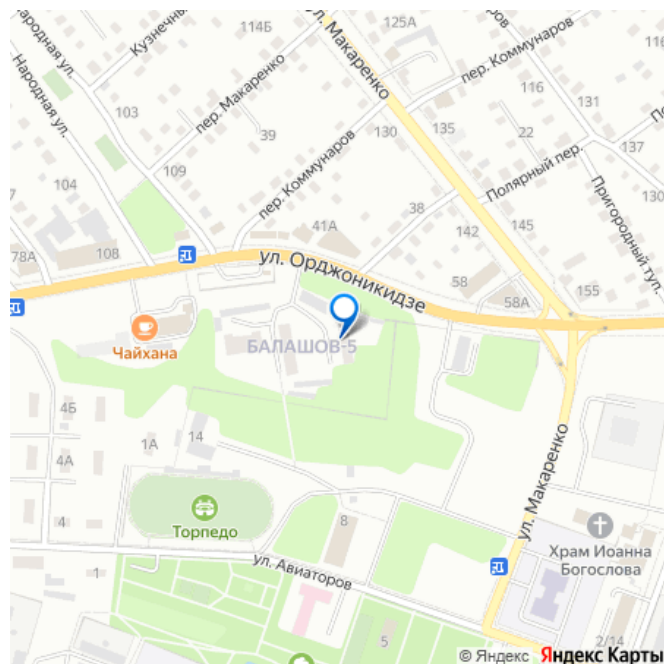 Народная ул.
Народная ул.
Кузнечный
114Б
ул. Макаренко
125А
116
пер. Коммунаров
103
пер. Макаренко
39
130
135
116
131
22
137
109
пер. Коммунаров
Полярный пер.
104
38
130
Пригородный туп.
41А
142
145
78А
108
ул. Орджоникидзе
58
155
58А
Чайхана
БАЛАШОВ-5
4Б
1А
14
4А
ул. Макаренко
4
Торпедо
8
Храм Иоанна
Богослова
1
ул. Авиаторов
5
2/14
© Яндекс Яндекс Карты